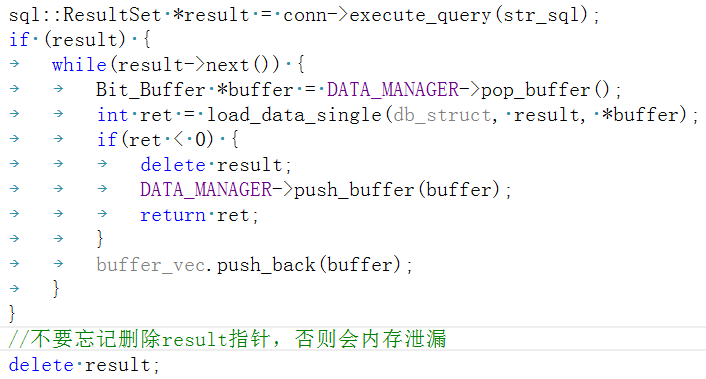 sql::ResultSet *result = conn->execute_query(str_sql);
if (result) {
while(result->next()) {
Bit_Buffer *buffer = DATA_MANAGER->pop_buffer();
int ret = load_data_single(db_struct, result, *buffer);
if(ret < 0) {
delete result;
DATA_MANAGER->push_buffer(buffer);
return ret;
}
buffer_vec.push_back(buffer);
}
}
//不要忘记删除result指针，否则会内存泄漏
delete result;